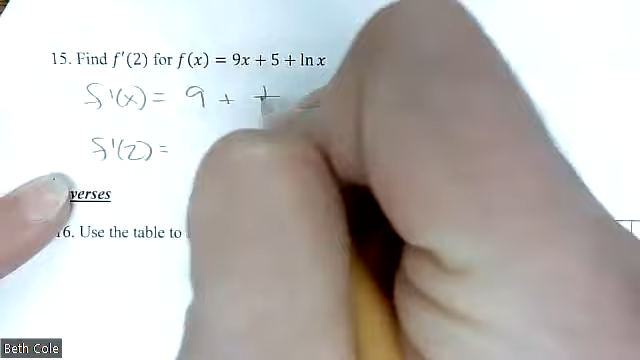 15. Find f'(2) for f(x) = 9x + 5 + ln x
f'(x) = 9 +
f'(2) =
verses
16. Use the table to
Beth Cole